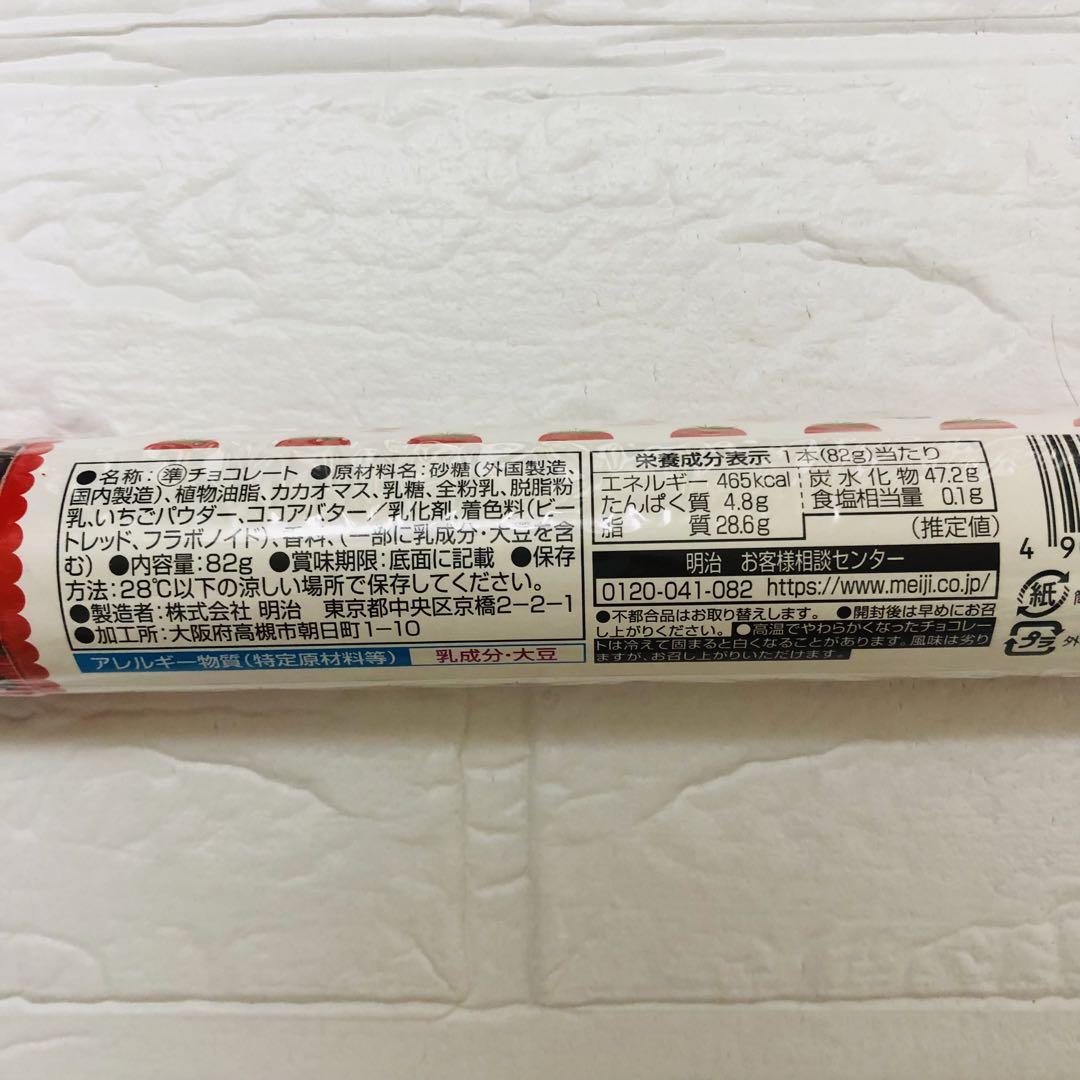 ●名称:準チョコレート ●原材料名:砂糖(外国製造、
国内製造)、植物油脂、カカオマス、乳糖、全粉乳、脱脂粉
乳、いちごパウダー、ココアバター/乳化剤、着色料(ビー
トレッド、フラボノイド)、香料、(一部に乳成分・大豆を含
む) ●内容量:82g ●賞味期限:底面に記載 ●保存
方法:28℃以下の涼しい場所で保存してください。
●製造者:株式会社 明治 東京都中央区京橋2-2-1
●加工所:大阪府高槻市朝日町1-10
アレルギー物質(特定原材料等) 乳成分・大豆
栄養成分表示 1本(82g)当たり
エネルギー 465kcal 炭水化物 47.2g
たんぱく質 4.8g 食塩相当量 0.1g
脂質 28.6g (推定値)
明治 お客様相談センター
0120-041-082 https://www.meiji.co.jp/
●不都合品はお取り替えします。 ●開封後は早めにお召
し上がりください。●高温でやわらかくなったチョコレー
トは冷えて固まると白くなることがあります。風味は劣り
ますが、お召し上がりいただけます。
4 9
紙
プラ 外